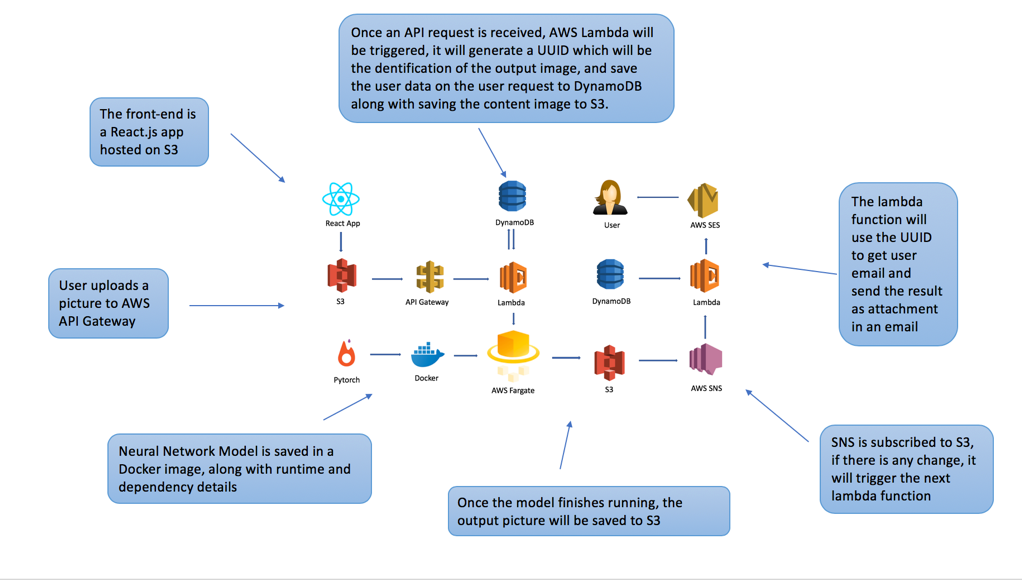 Once an API request is received, AWS Lambda will
be triggered, it will generate a UUID which will be
the dentification of the output image, and save
the user data on the user request to DynamoDB
along with saving the content image to S3.
The front-end is
a React.js app
hosted on S3
React App
DynamoDB
User
AWS SES
The lambda
function will
use the UUID
to get user
email and
send the result
as attachment
in an email
User uploads a
picture to AWS
API Gateway
S3
API Gateway
Lambda
DynamoDB
Lambda
Pytorch
Docker
AWS Fargate
S3
AWS SNS
Neural Network Model is saved in a
Docker image, along with runtime and
dependency details
Once the model finishes running, the
output picture will be saved to S3
SNS is subscribed to S3,
if there is any change, it
will trigger the next
lambda function